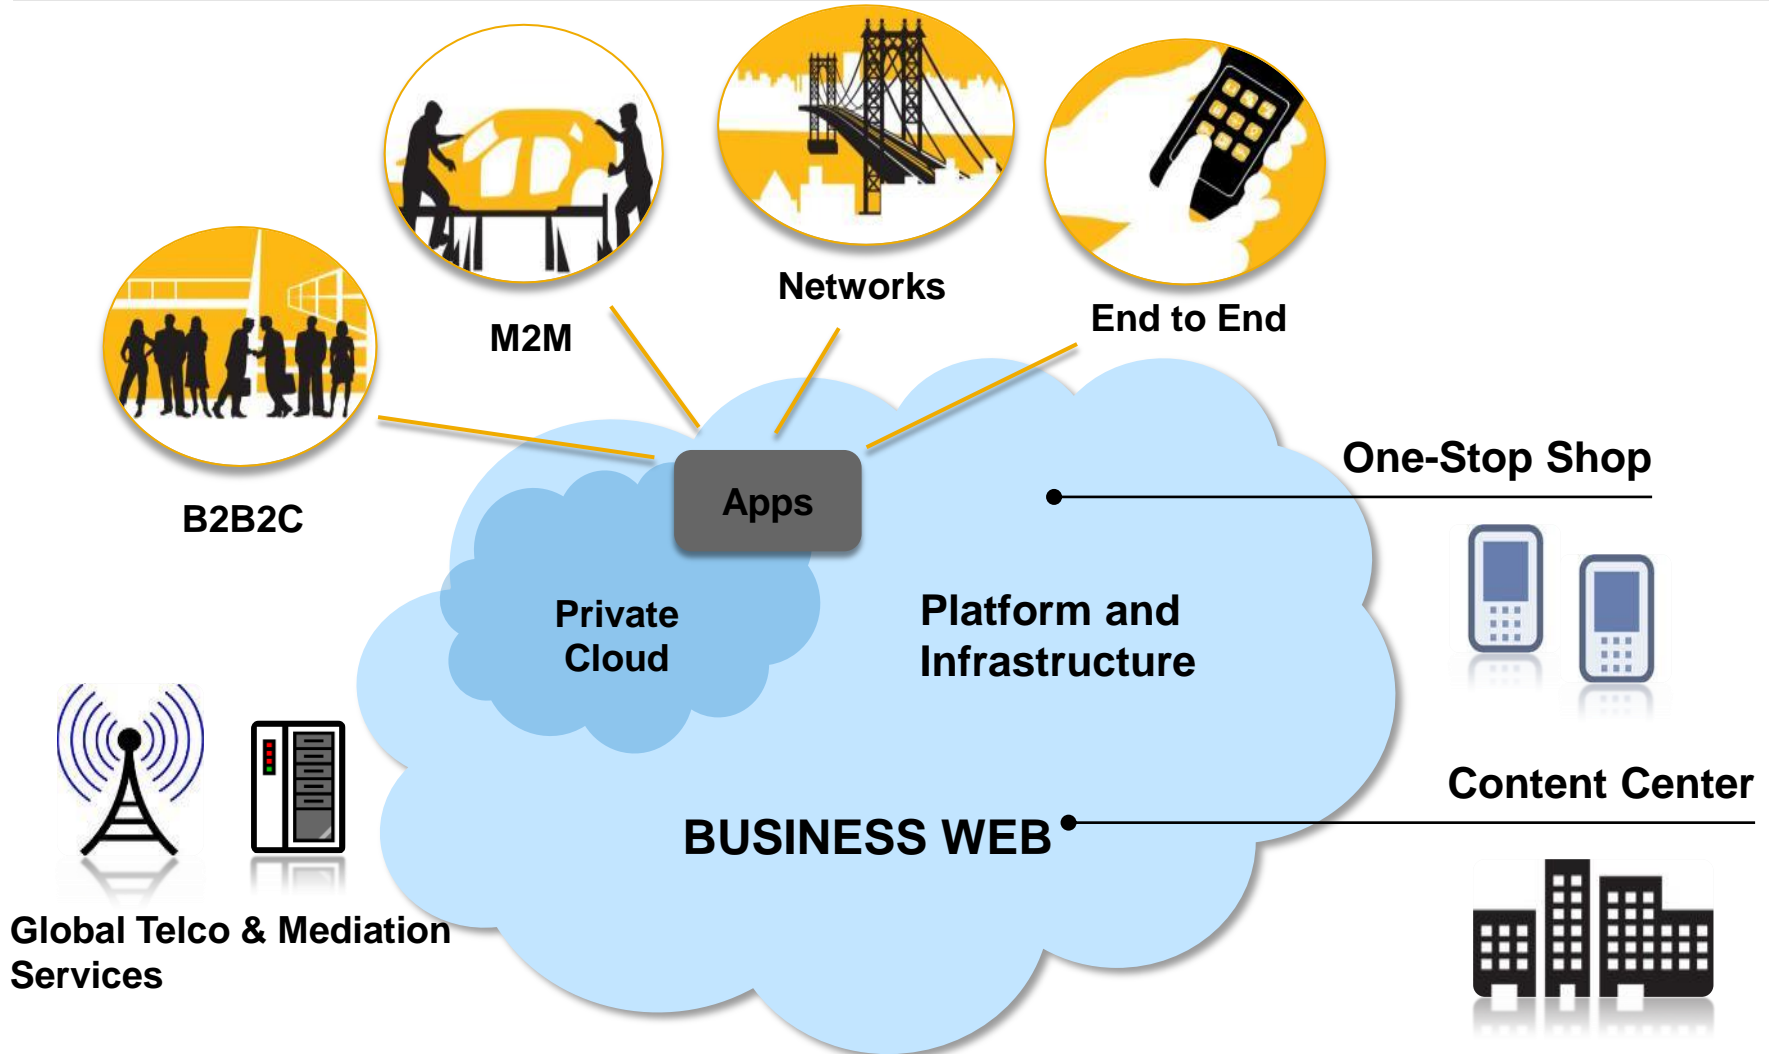 Networks
End to End
M2M
B2B2C
One-Stop Shop
Apps
Private
Cloud
Platform and
Infrastructure
Content Center
BUSINESS WEB
Global Telco & Mediation
Services